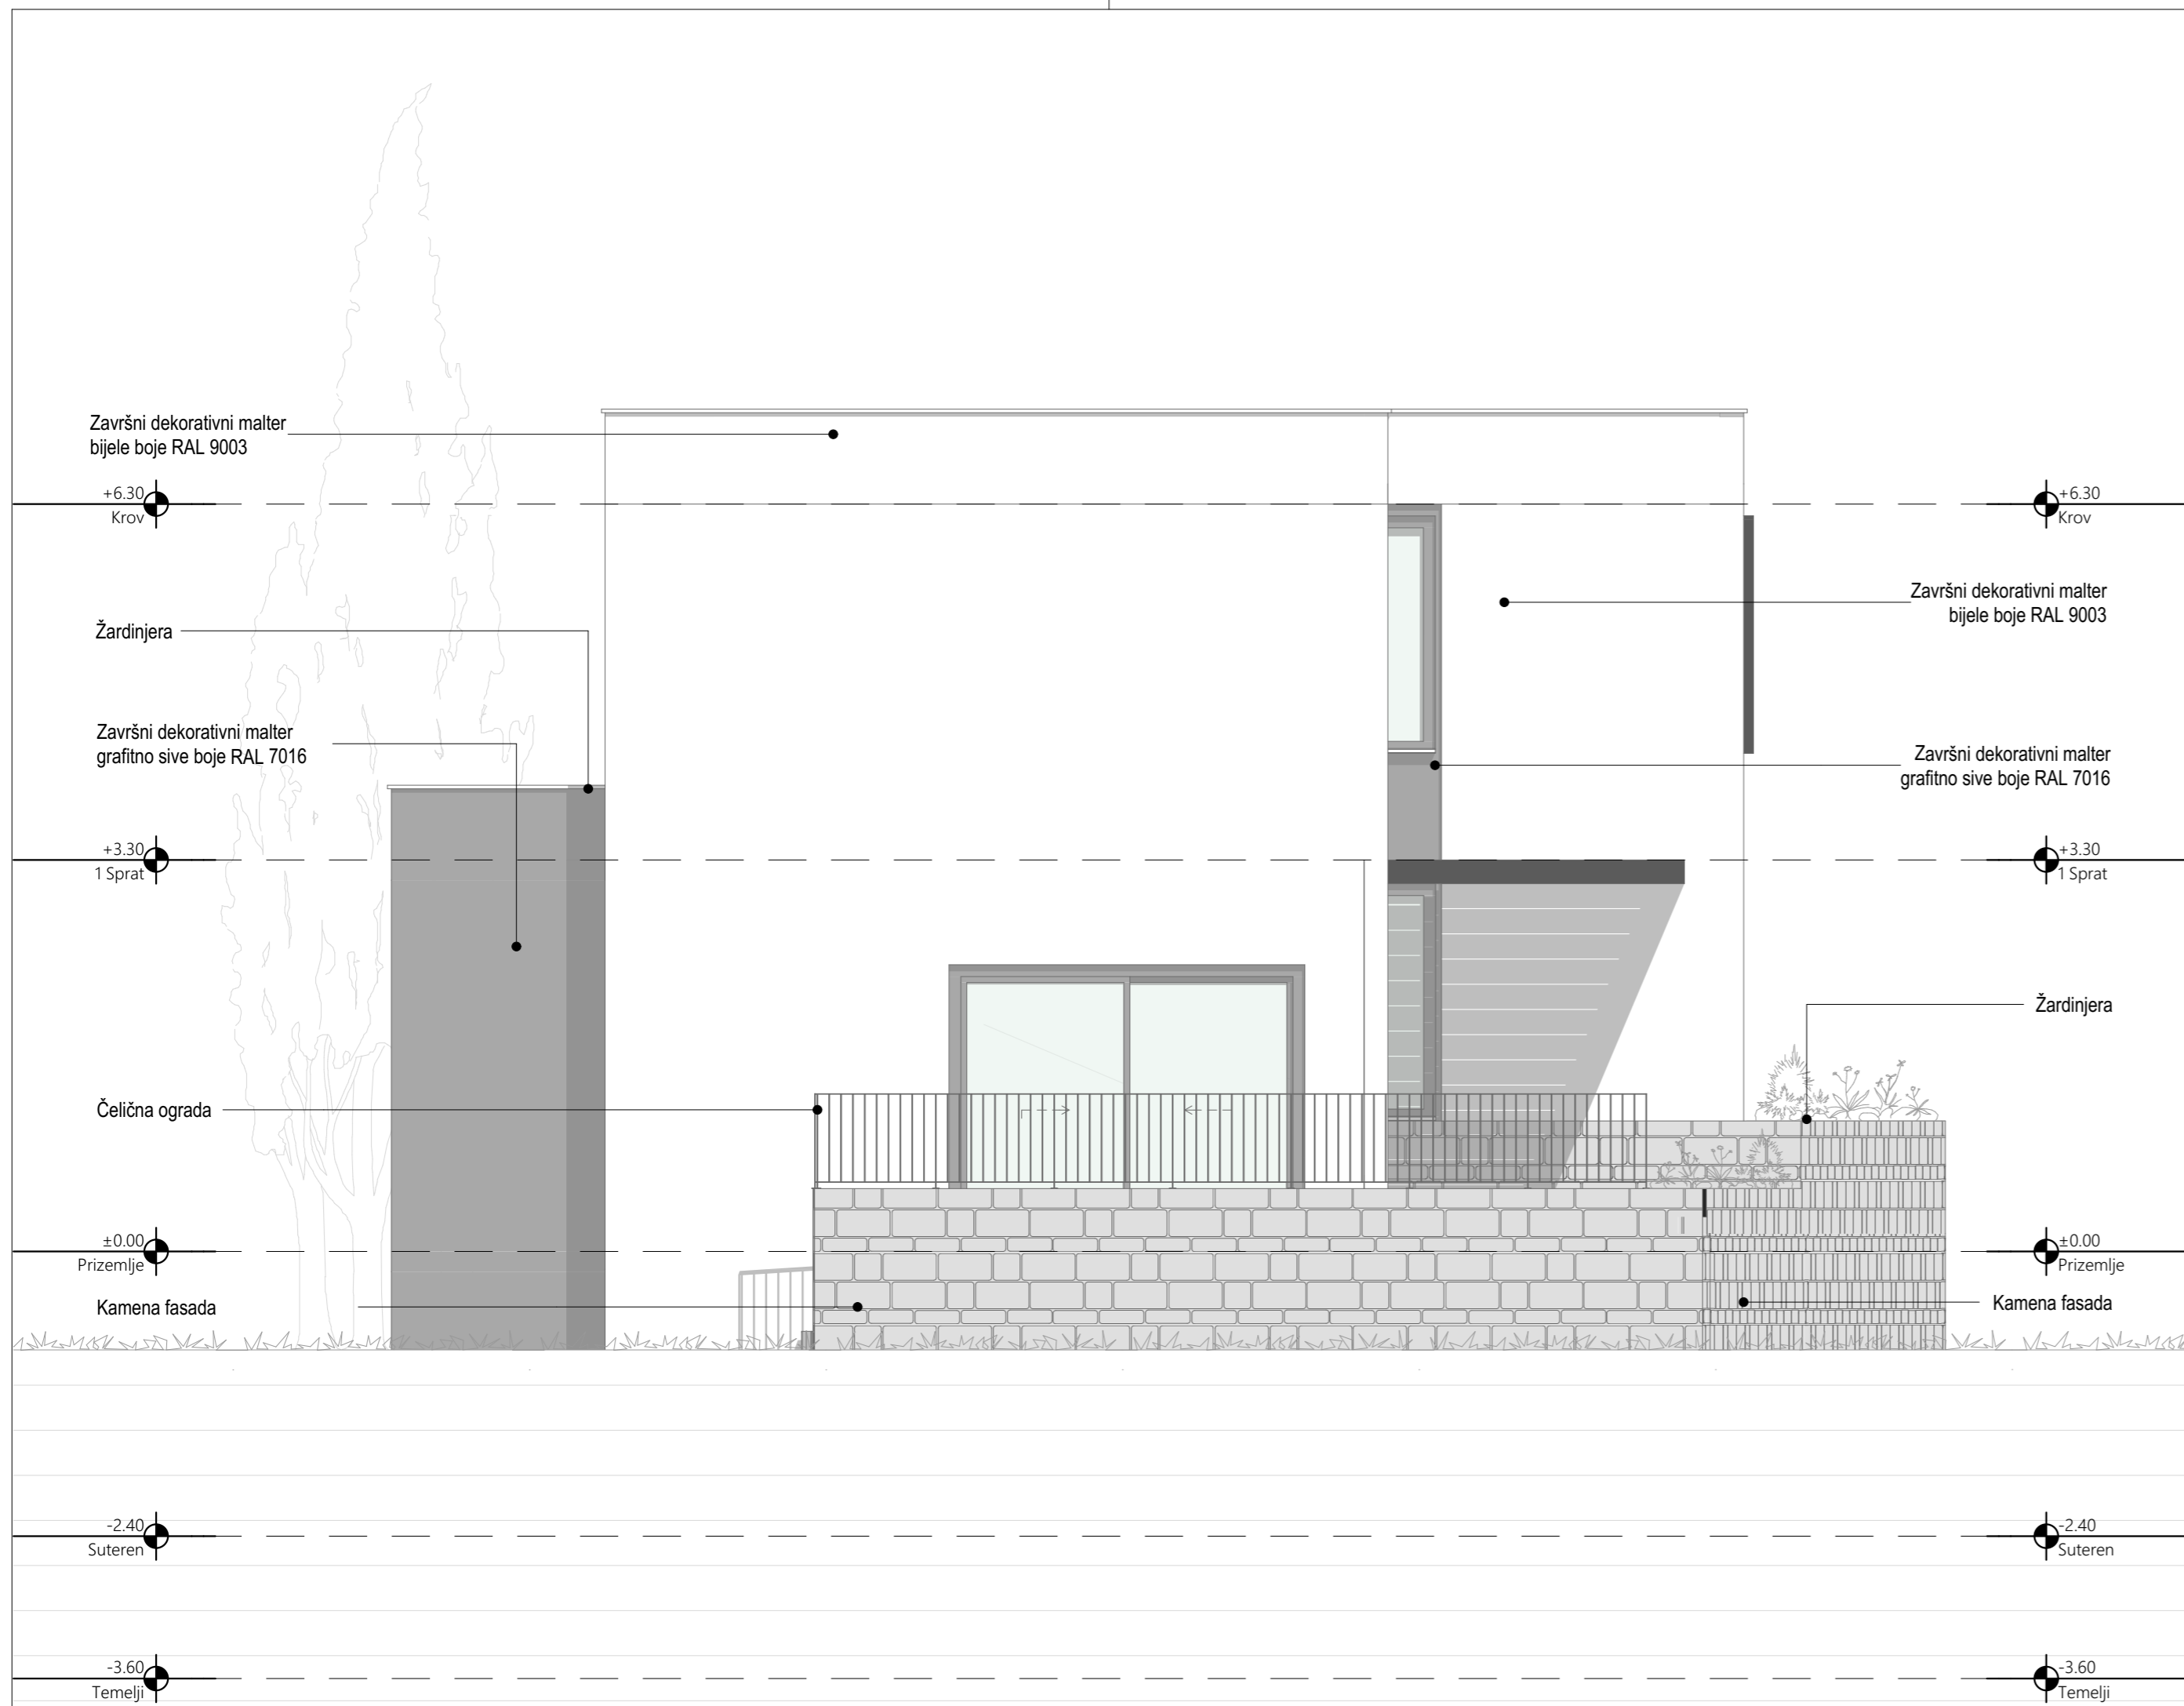 Završni dekorativni malter
bijele boje RAL 9003
+6.30
Krov
+6.30
Krov
Završni dekorativni malter
bijele boje RAL 9003
Žardinjera
Završni dekorativni malter
grafitno sive boje RAL 7016
Završni dekorativni malter
grafitno sive boje RAL 7016
+3.30
1 Sprat
+3.30
1 Sprat
Žardinjera
Čelična ograda
±0.00
Prizemlje
±0.00
Prizemlje
Kamena fasada
Kamena fasada
-2.40
Suteren
-2.40
Suteren
-3.60
Temelji
-3.60
Temelji